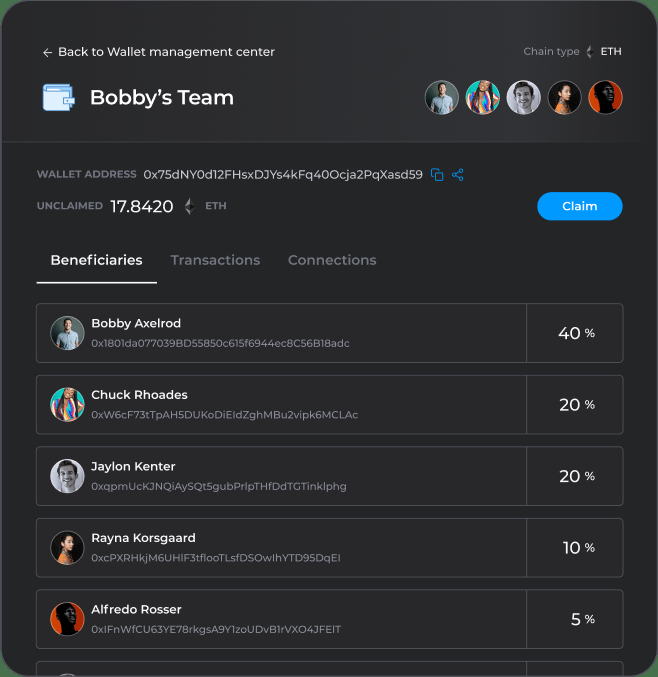 ← Back to Wallet management center
Chain type ETH
Bobby’s Team
WALLET ADDRESS 0x75dNY0d12FHsxDJYs4kFq40Ocja2PqXasd59
UNCLAIMED 17.8420 ETH
Claim
Beneficiaries Transactions Connections
Bobby Axelrod
0x1801da077039BD55850c615f6944ec8C56B18adc
40 %
Chuck Rhoades
0xW6cF73tTpAH5DUKoDiEIdZghMBu2vipk6MCLAc
20 %
Jaylon Kenter
0xqpmUcKJNQiAySQt5gubPrlpTHfDdTGTinklphg
20 %
Rayna Korsgaard
0xcPXRHkjM6UHlF3tflooTLsfDSOwIhYTD95DqEI
10 %
Alfredo Rosser
0xIFnWfCU63YE78rkgsA9Y1zoUDvB1rVXO4JFElT
5 %